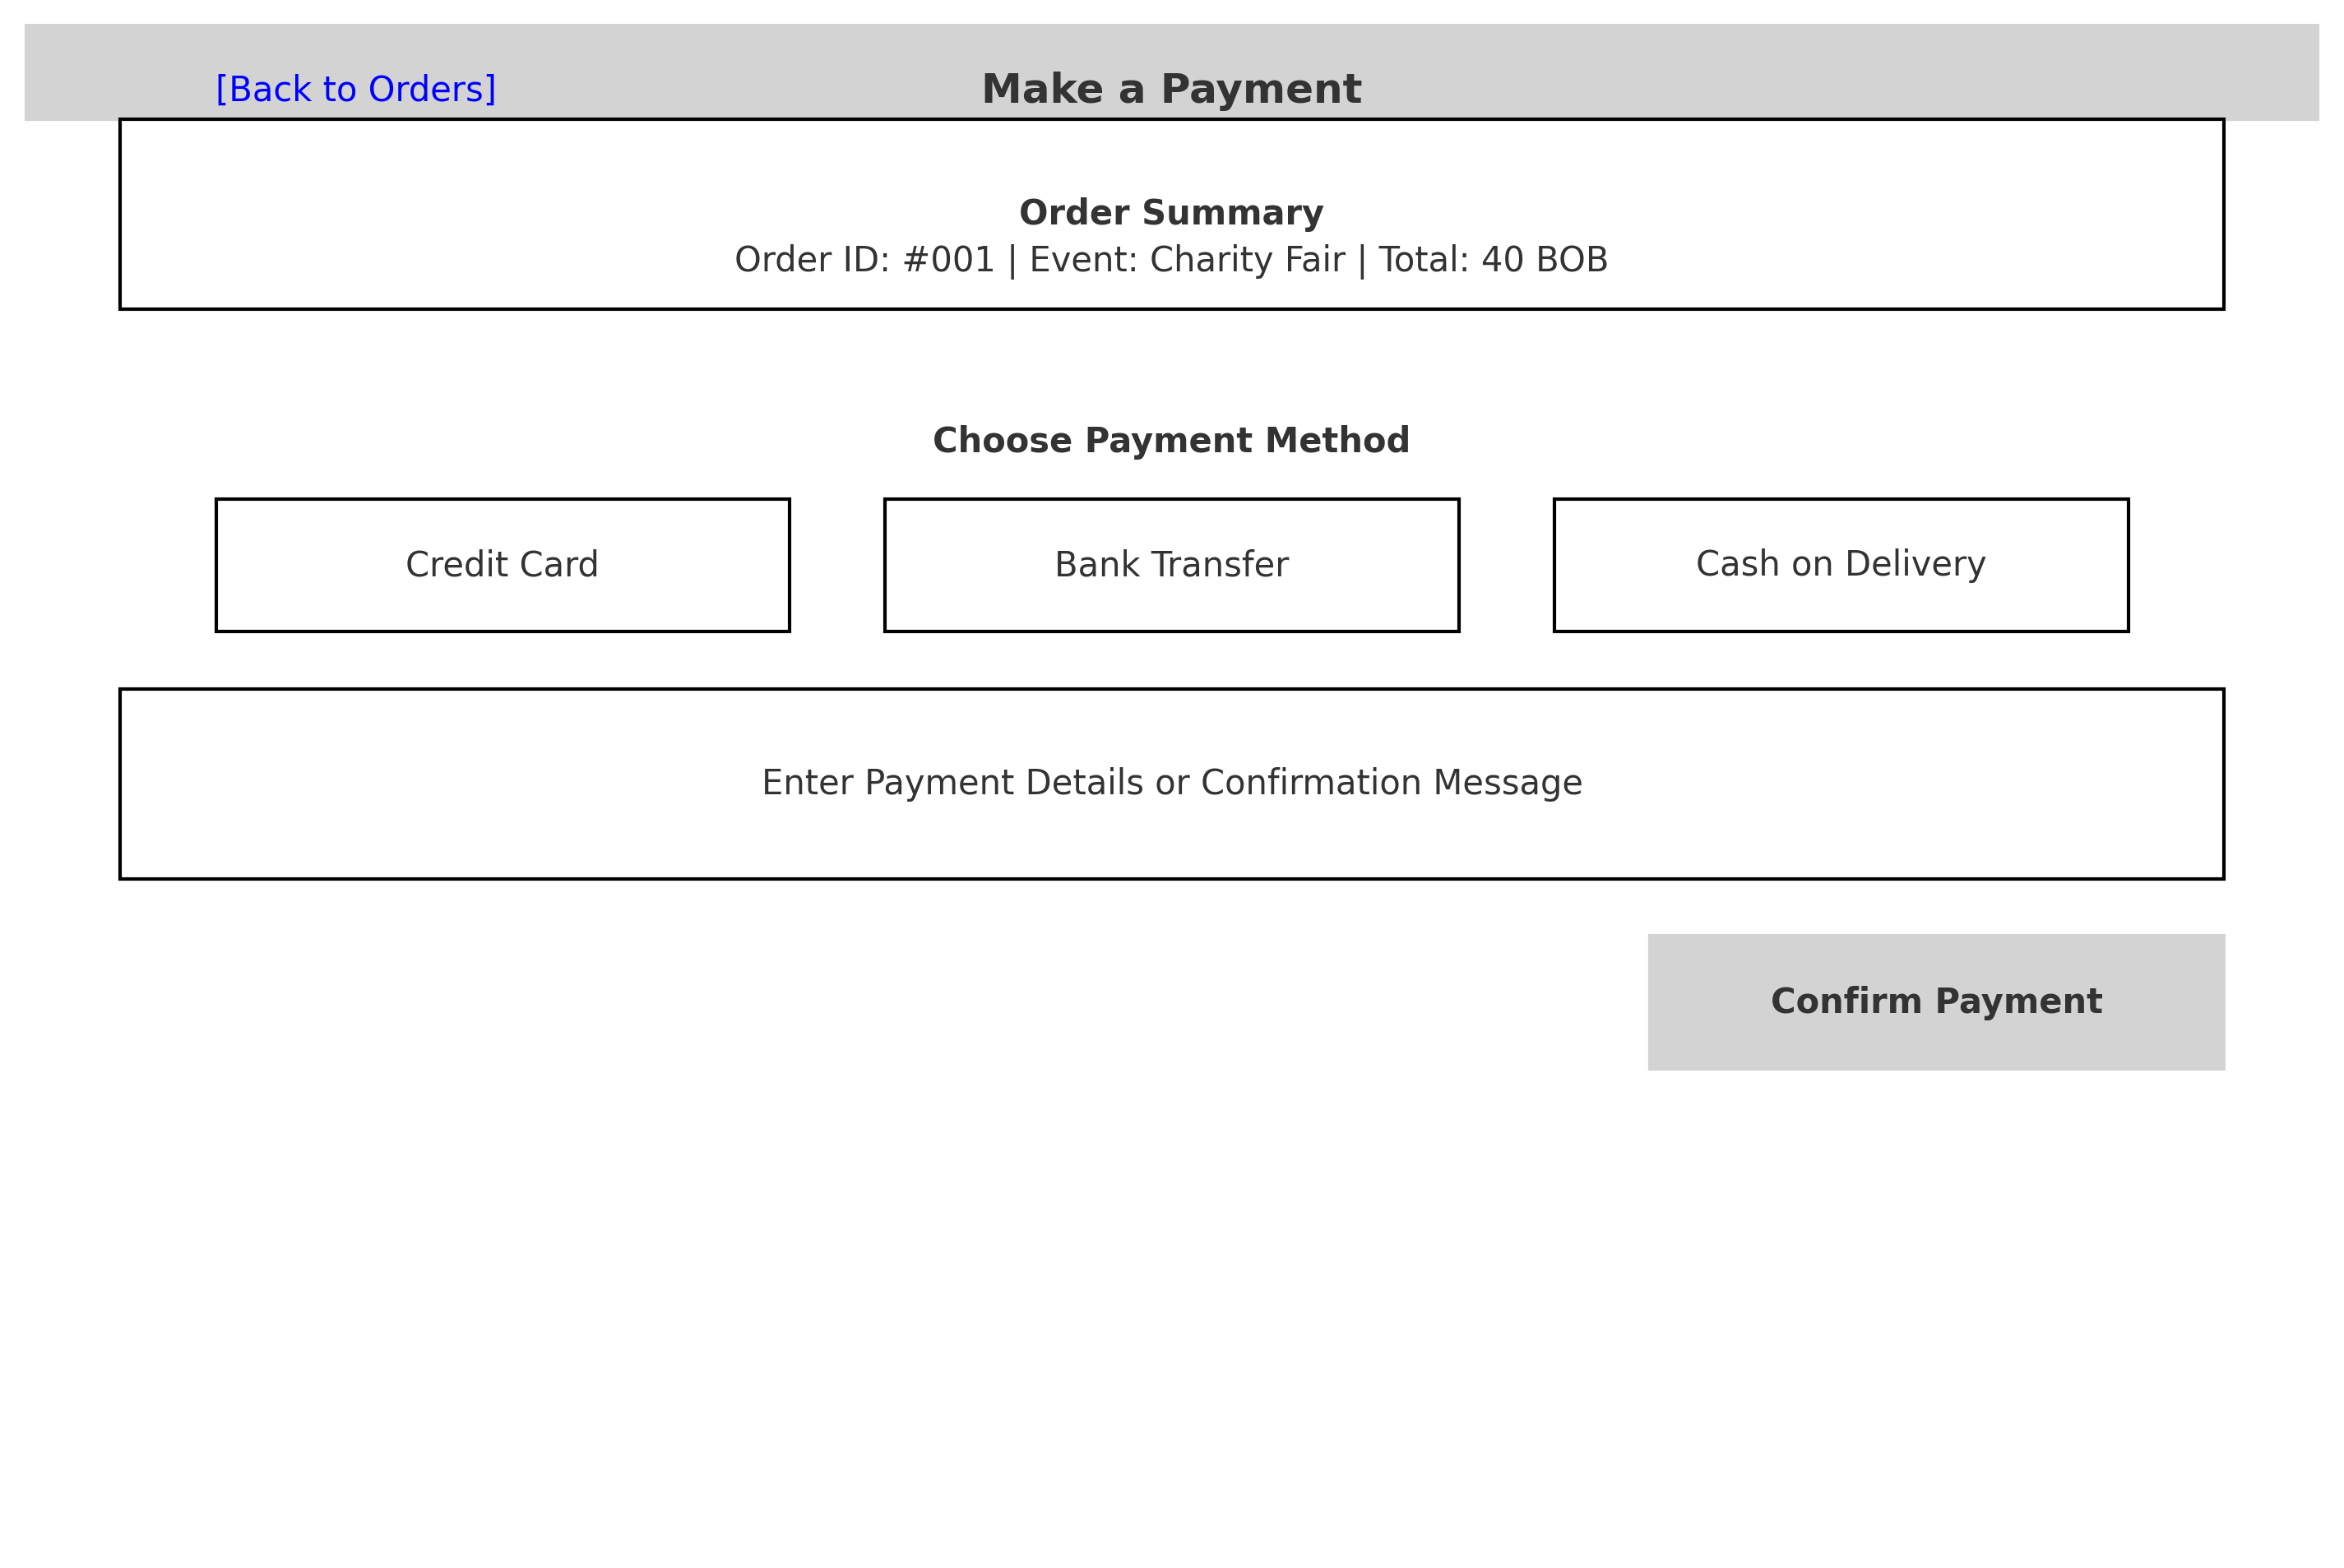 [Back to Orders]
Make a Payment
Order Summary
Order ID: #001 | Event: Charity Fair | Total: 40 BOB
Choose Payment Method
Credit Card
Bank Transfer
Cash on Delivery
Enter Payment Details or Confirmation Message
Confirm Payment